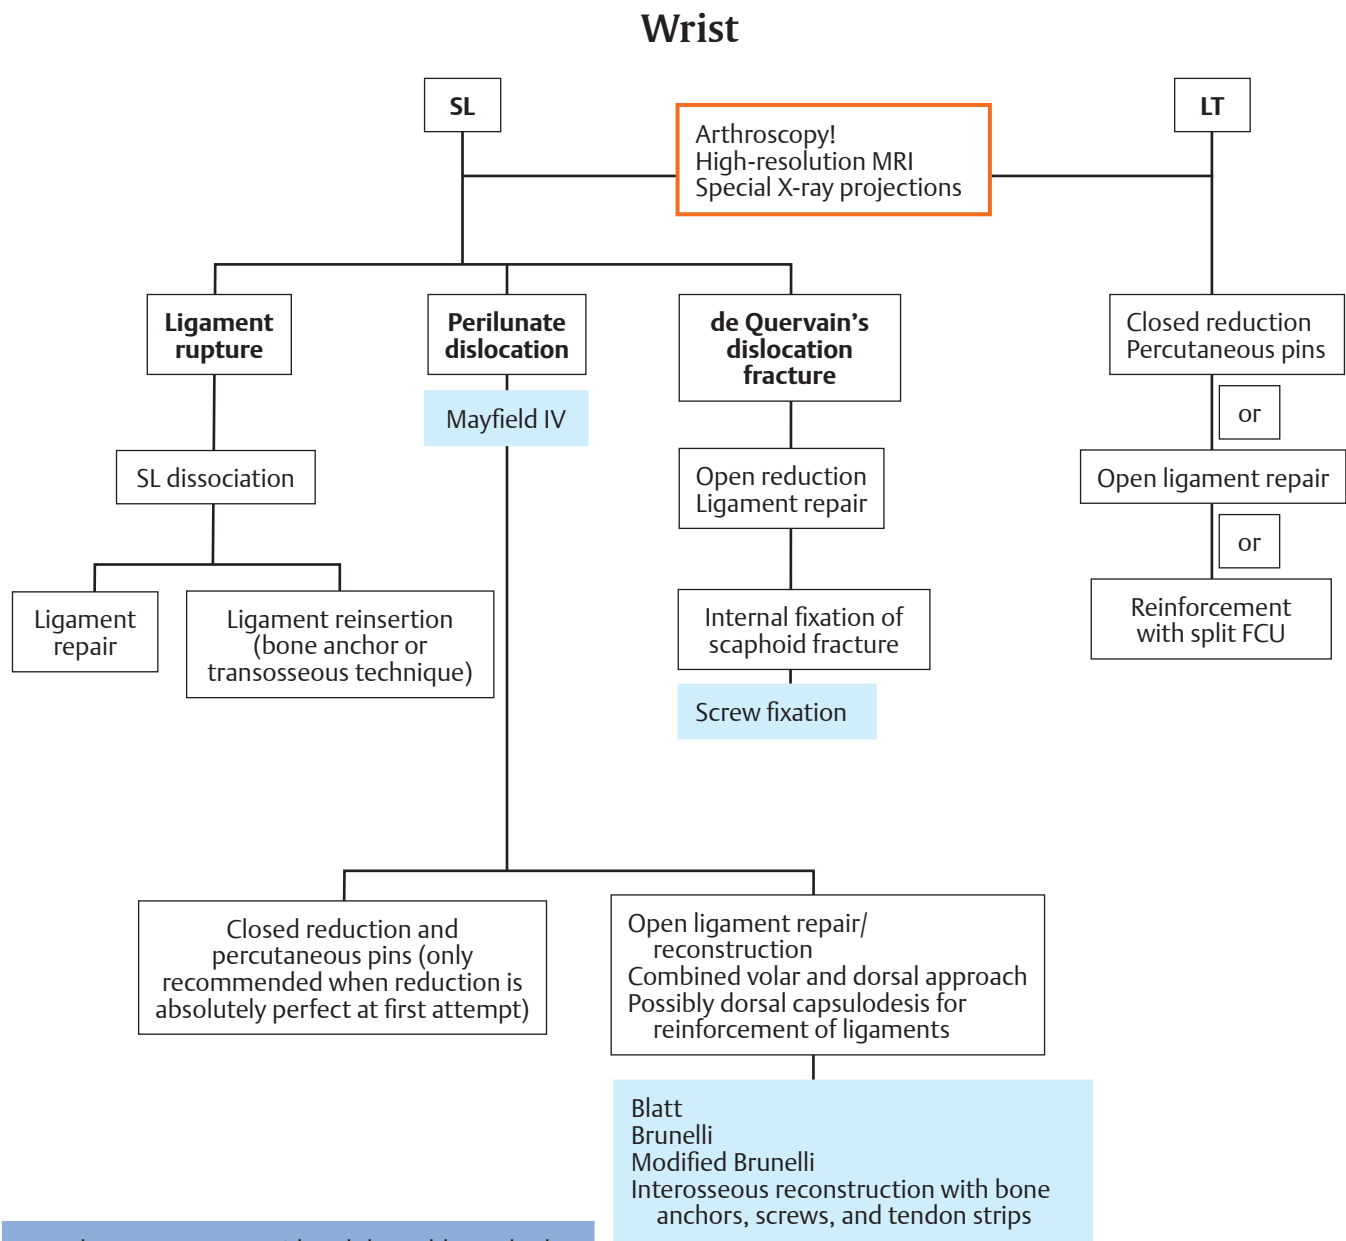 Wrist
SL
LT
Arthroscopy!
High-resolution MRI
Special X-ray projections
Ligament
rupture
Perilunate
dislocation
de Quervain’s
dislocation
fracture
Closed reduction
Percutaneous pins
Mayfield IV
or
SL dissociation
Open reduction
Ligament repair
Open ligament repair
or
Ligament
repair
Ligament reinsertion
(bone anchor or
transosseous technique)
Internal fixation of
scaphoid fracture
Reinforcement
with split FCU
Screw fixation
Closed reduction and
percutaneous pins (only
recommended when reduction is
absolutely perfect at first attempt)
Open ligament repair/
reconstruction
Combined volar and dorsal approach
Possibly dorsal capsulodesis for
reinforcement of ligaments
Blatt
Brunelli
Modified Brunelli
Interosseous reconstruction with bone
anchors, screws, and tendon strips